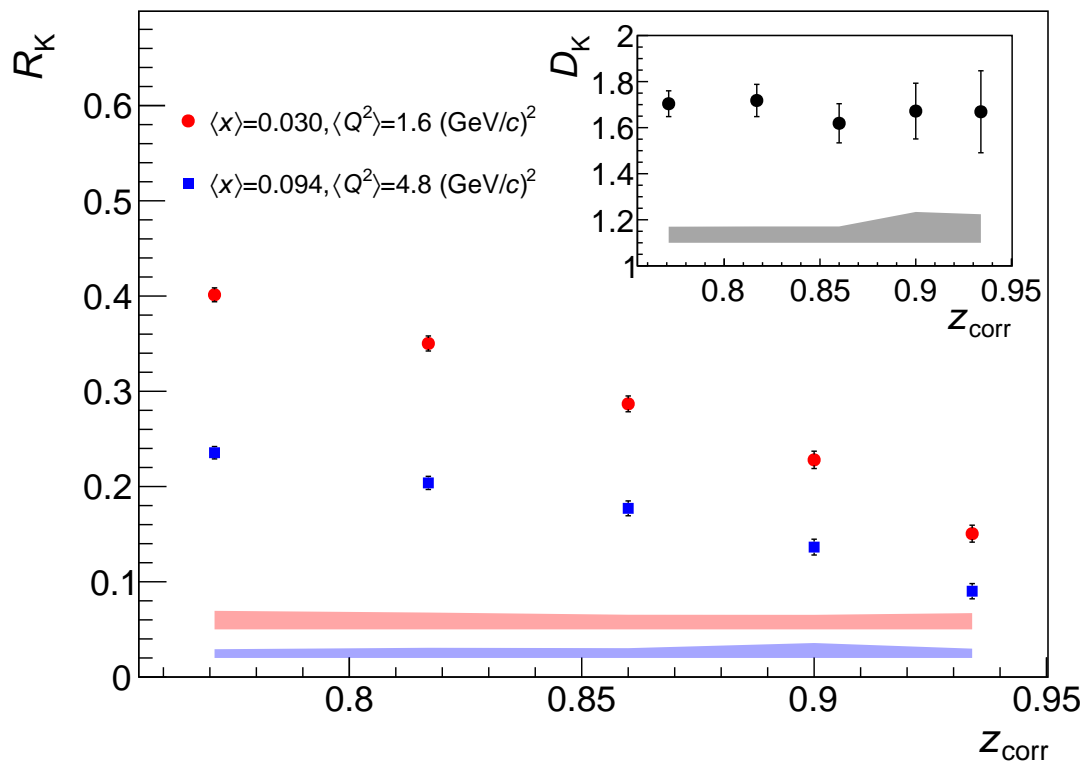 R_K
0.6
0.5
0.4
0.3
0.2
0.1
0
⟨x⟩=0.030,⟨Q²⟩=1.6 (GeV/c)²
⟨x⟩=0.094,⟨Q²⟩=4.8 (GeV/c)²
D_K
2
1.8
1.6
1.4
1.2
1
0.8 0.85 0.9 0.95
z_corr
0.8 0.85 0.9 0.95
z_corr